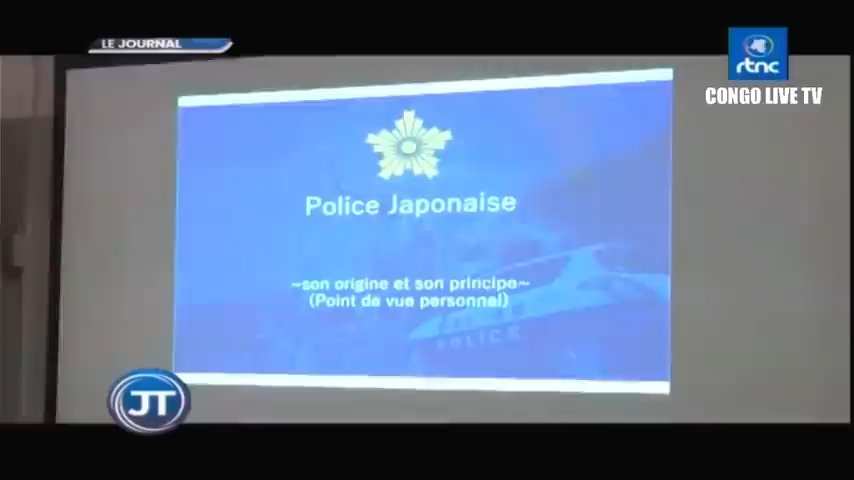 LE JOURNAL
rtnc
CONGO LIVE TV
Police Japonaise
~son origine et son principe~
(Point de vue personnel)
POLICE
JT